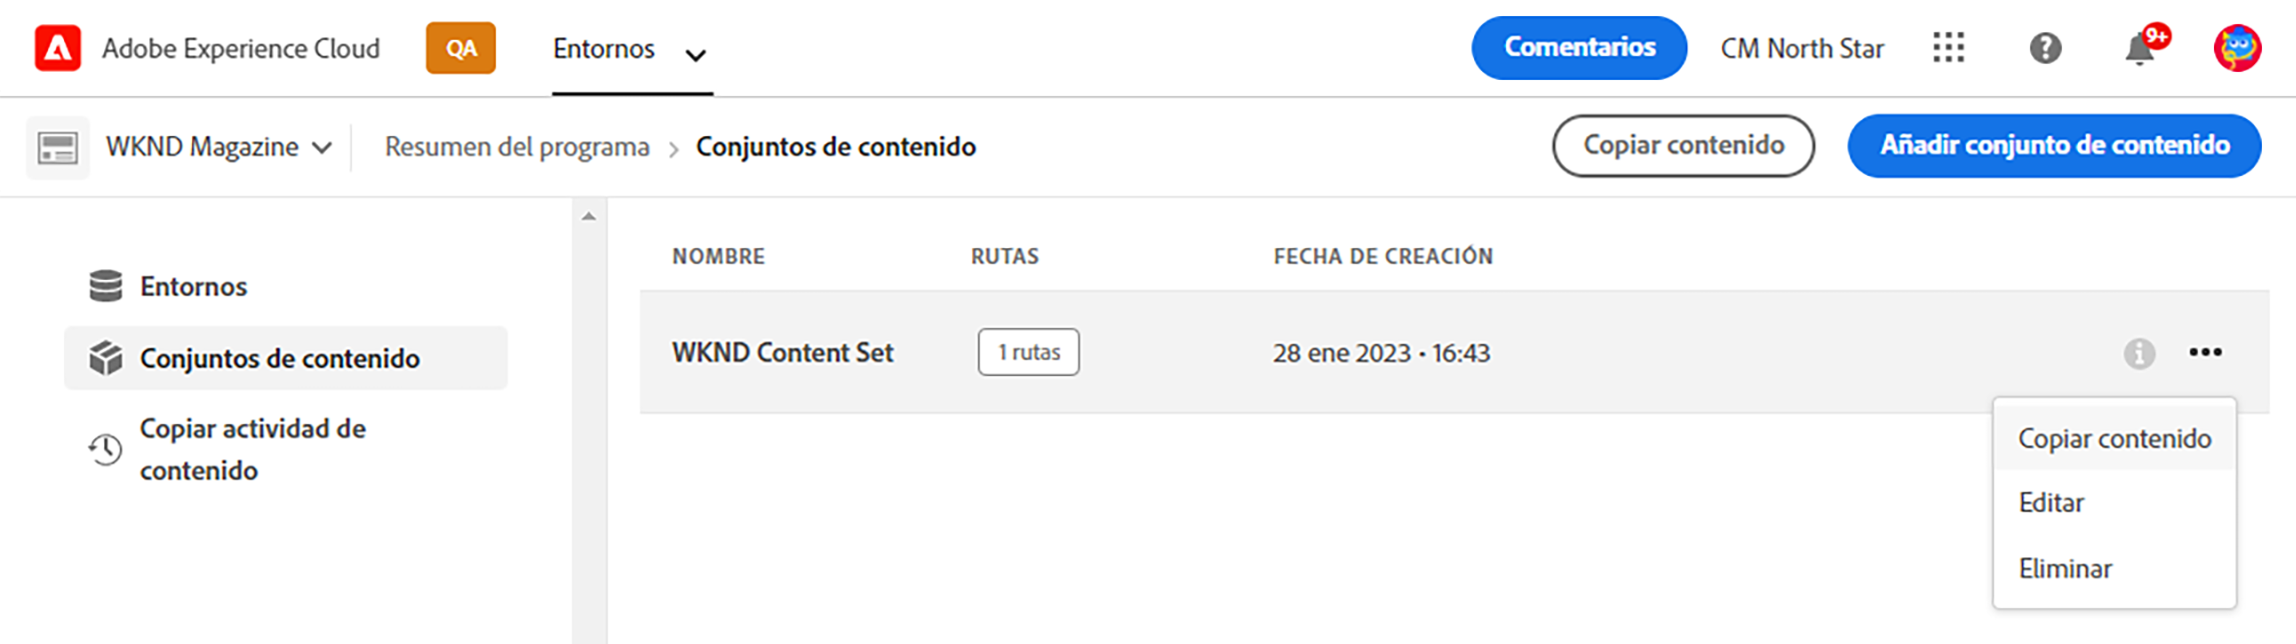 Adobe Experience Cloud QA Entornos Comentarios CM North Star 9+
WKND Magazine Resumen del programa > Conjuntos de contenido Copiar contenido Añadir conjunto de contenido
NOMBRE RUTAS FECHA DE CREACIÓN
Entornos
WKND Content Set 1 rutas 28 ene 2023 • 16:43
Conjuntos de contenido
Copiar actividad de
contenido
Copiar contenido
Editar
Eliminar